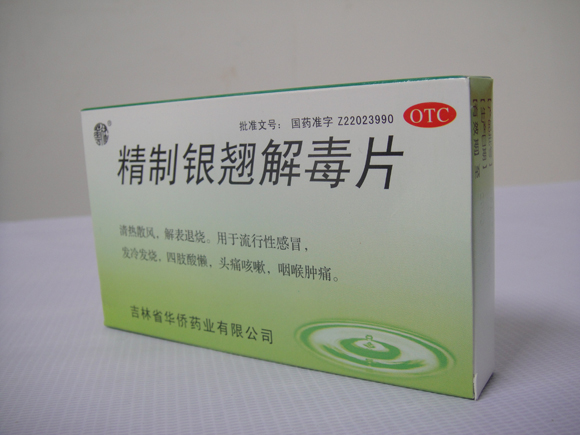 批准文号: 国药准字 Z22023990
OTC
精制银翘解毒片
清热散风,解表退烧。用于流行性感冒,
发冷发烧,四肢酸懒,头痛咳嗽,咽喉肿痛。
吉林省华侨药业有限公司